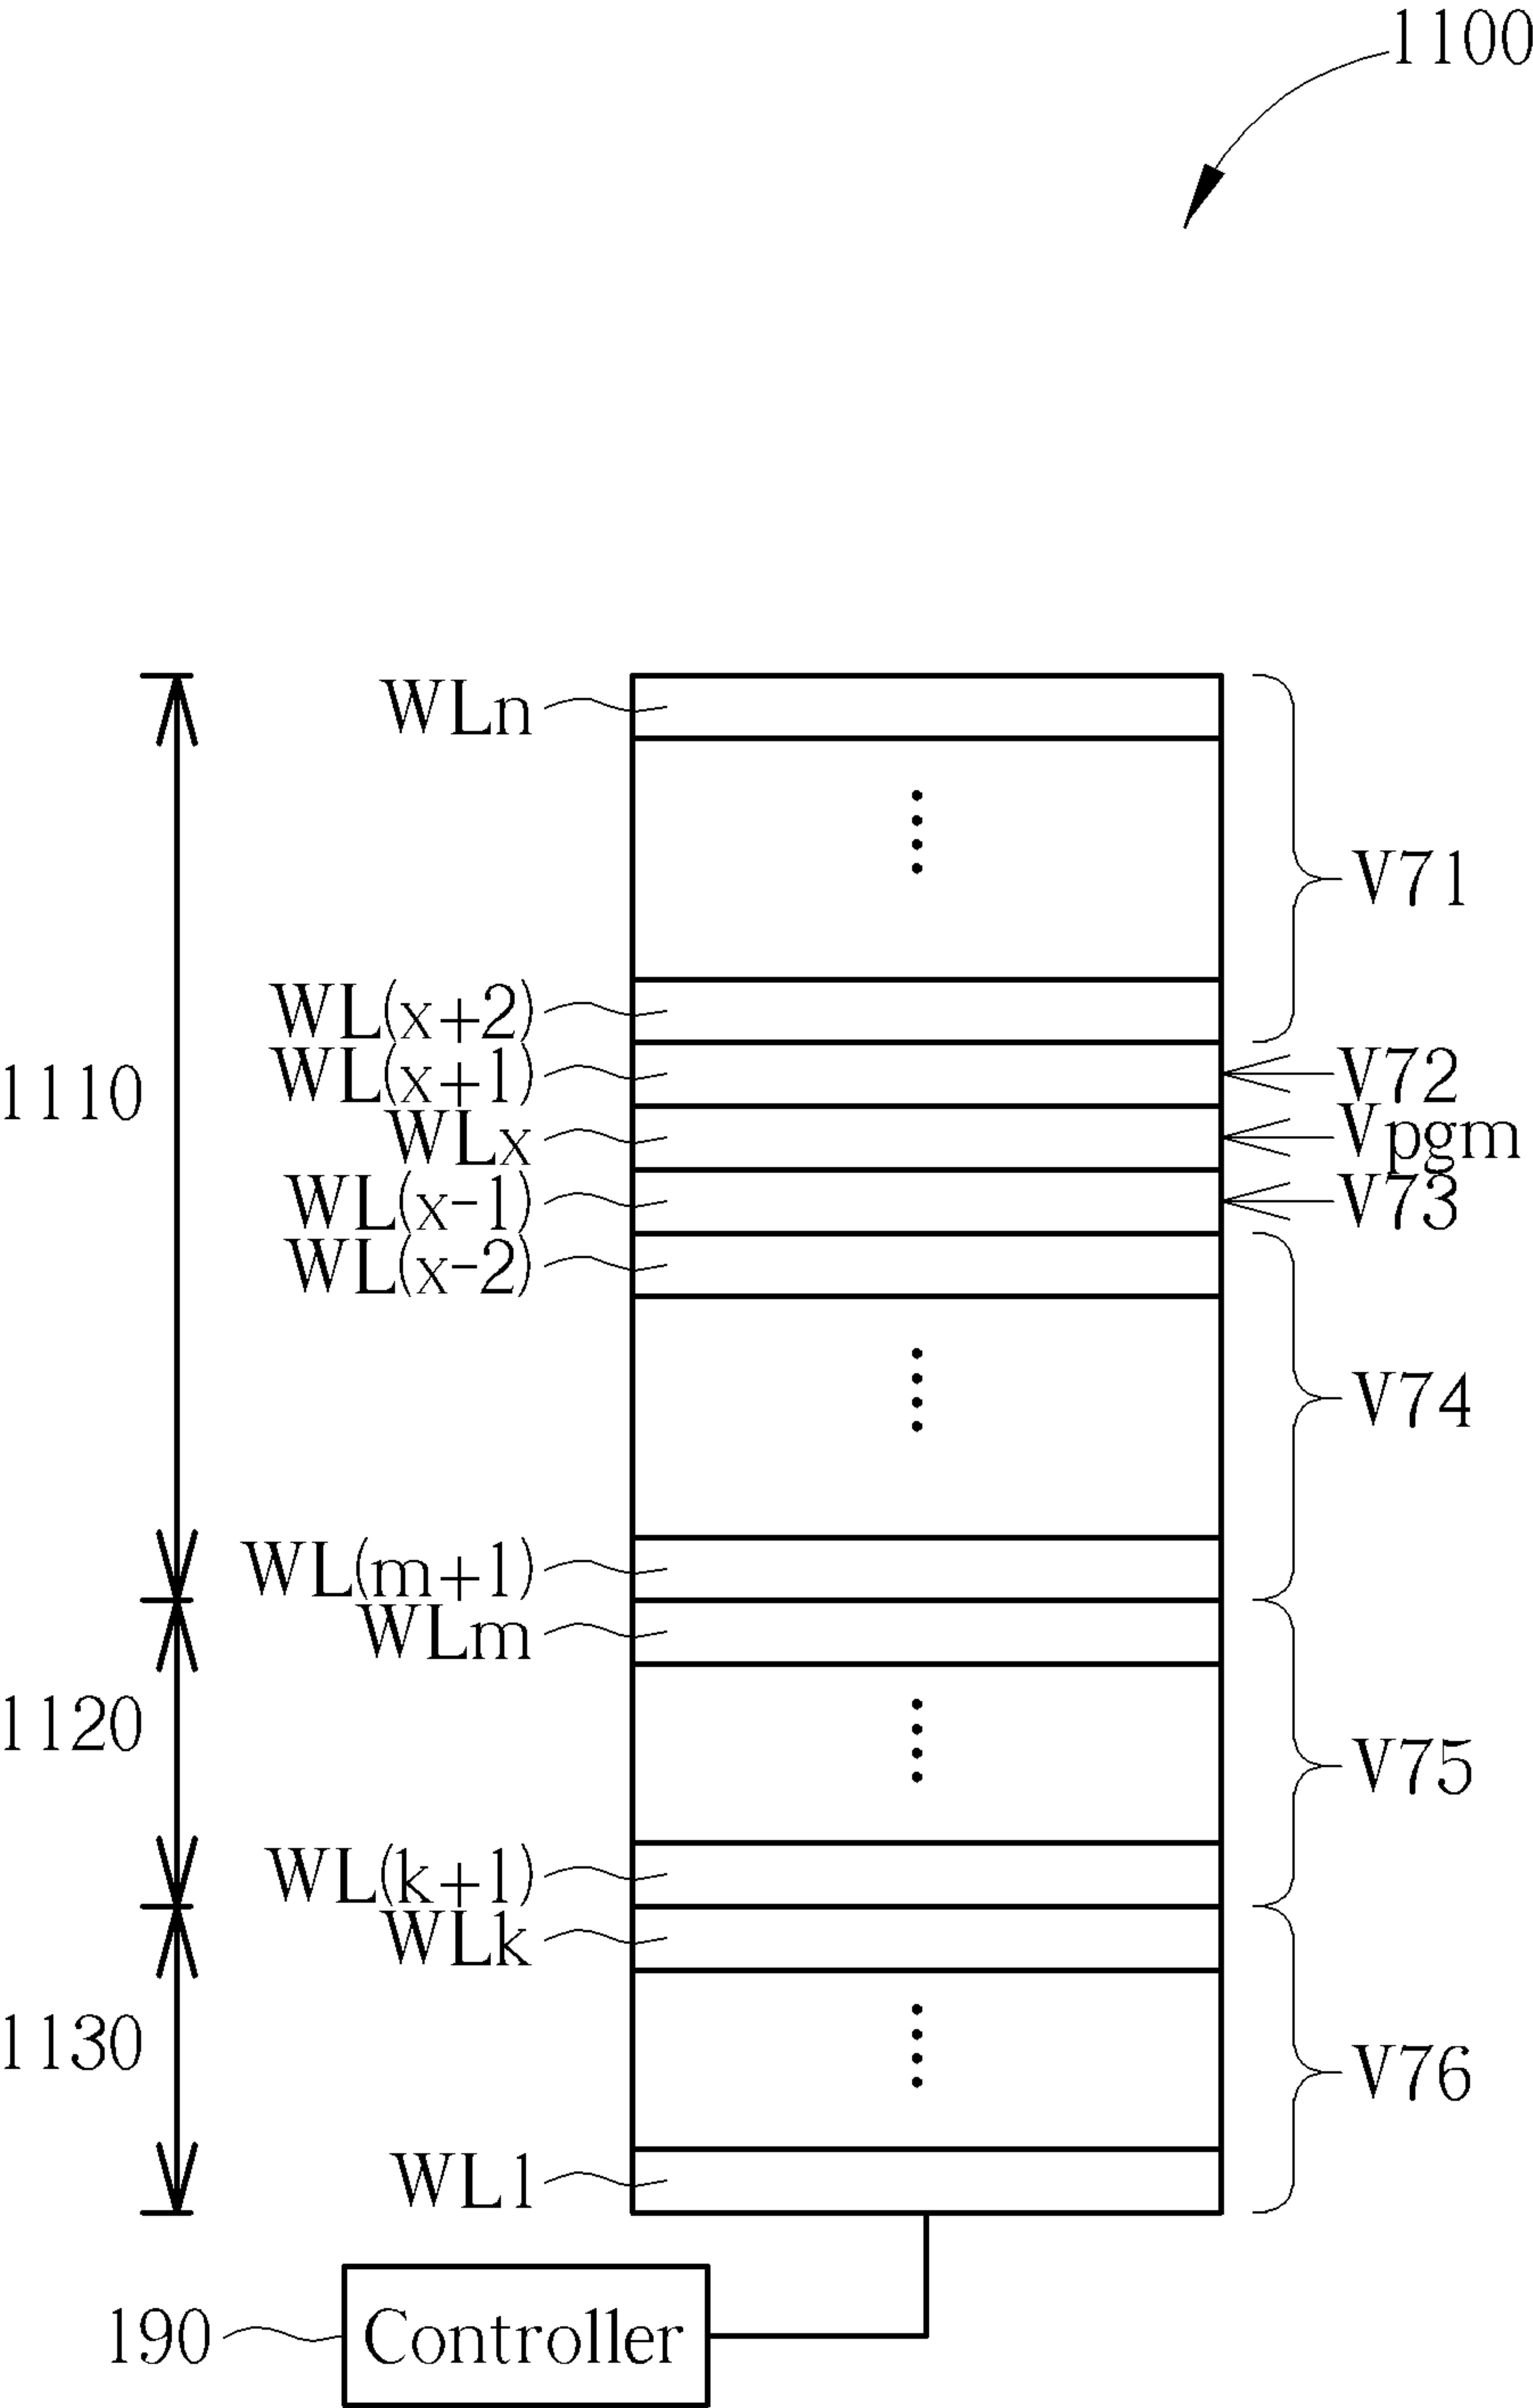 1100
WLn
V71
WL(x+2)
WL(x+1)
V72
1110
WLx
Vpgm
WL(x-1)
V73
WL(x-2)
V74
WL(m+1)
WLm
1120
V75
WL(k+1)
WLk
1130
V76
WL1
190
Controller